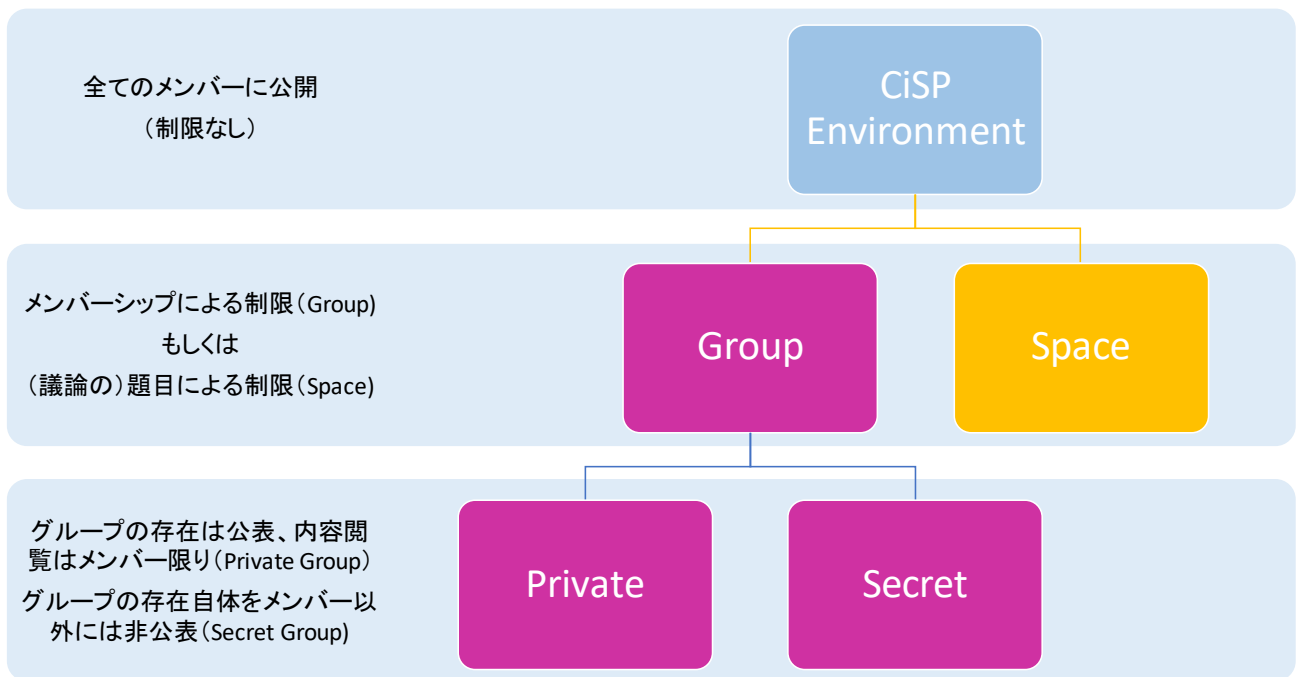 全てのメンバーに公開
（制限なし）
CiSP
Environment
メンバーシップによる制限（Group)
もしくは
（議論の）題目による制限（Space)
Group
Space
グループの存在は公表、内容閲
覧はメンバー限り（Private Group）
グループの存在自体をメンバー以
外には非公表（Secret Group)
Private
Secret